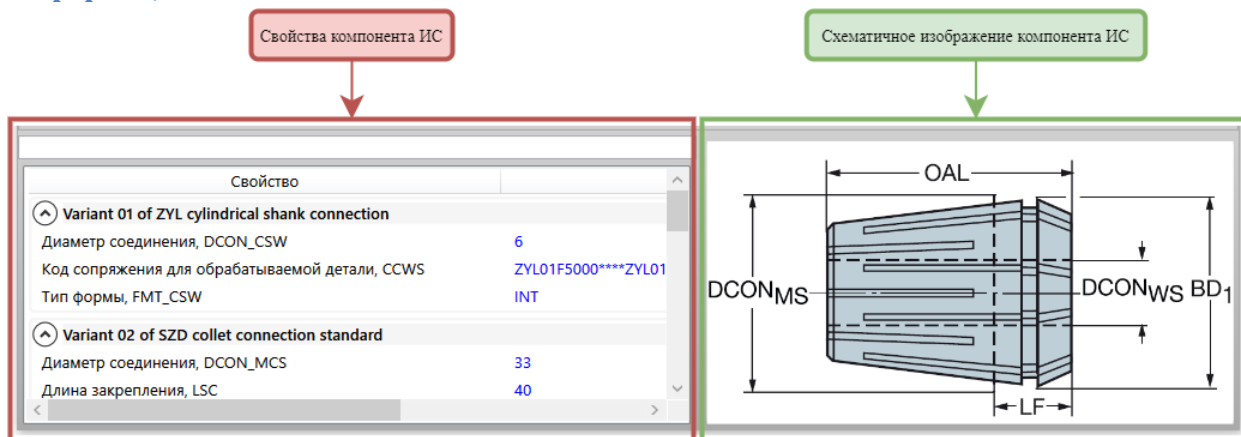 Свойства компонента ИС
Схематичное изображение компонента ИС
Свойство
Variant 01 of ZYL cylindrical shank connection
Диаметр соединения, DCON_CSW 6
Код сопряжения для обрабатываемой детали, CCWS ZYL01F5000****ZYL01
Тип формы, FMT_CSW INT
Variant 02 of SZD collet connection standard
Диаметр соединения, DCON_MCS 33
Длина закрепления, LSC 40
OAL
DCONMS
DCONWS
BD1
LF